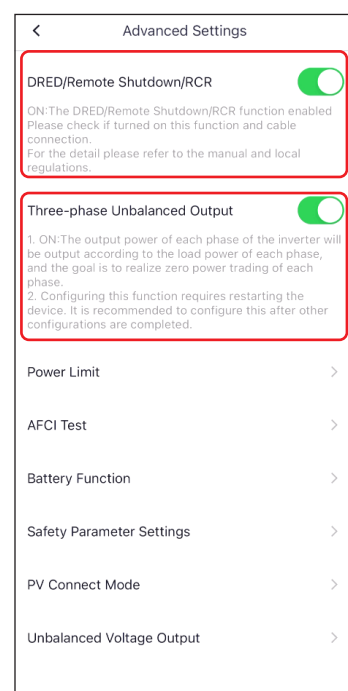 Advanced Settings
DRED/Remote Shutdown/RCR
ON:The DRED/Remote Shutdown/RCR function enabled
Please check if turned on this function and cable
connection.
For the detail please refer to the manual and local
regulations.
Three-phase Unbalanced Output
1. ON:The output power of each phase of the inverter will
be output according to the load power of each phase,
and the goal is to realize zero power trading of each
phase.
2. Configuring this function requires restarting the
device. It is recommended to configure this after other
configurations are completed.
Power Limit
AFCI Test
Battery Function
Safety Parameter Settings
PV Connect Mode
Unbalanced Voltage Output